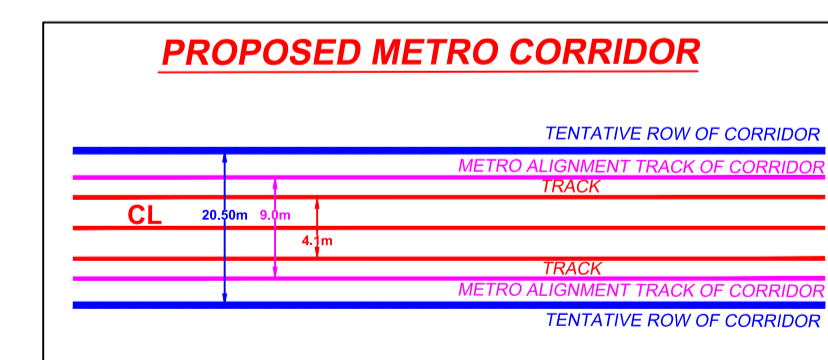 PROPOSED METRO CORRIDOR
TENTATIVE ROW OF CORRIDOR
METRO ALIGNMENT TRACK OF CORRIDOR
TRACK
CL
20.50m
9.0m
4.1m
TRACK
METRO ALIGNMENT TRACK OF CORRIDOR
TENTATIVE ROW OF CORRIDOR